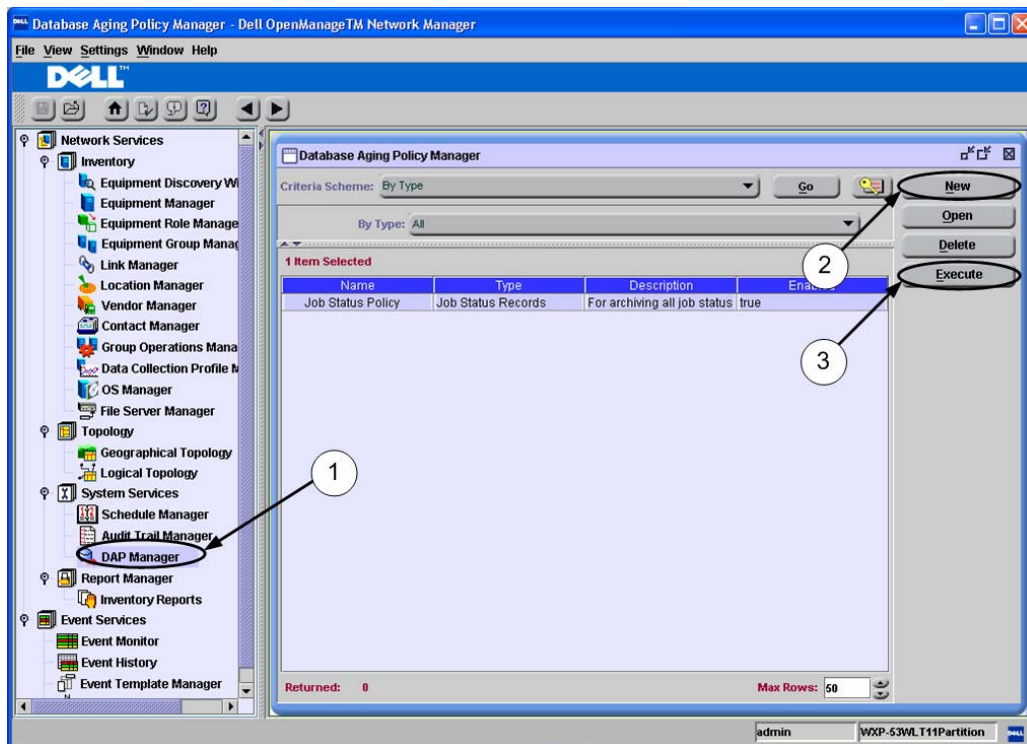 Database Aging Policy Manager - Dell OpenManageTM Network Manager
File View Settings Window Help
DELL™
Network Services
Inventory
Equipment Discovery Wi
Equipment Manager
Equipment Role Manage
Equipment Group Manag
Link Manager
Location Manager
Vendor Manager
Contact Manager
Group Operations Mana
Data Collection Profile M
OS Manager
File Server Manager
Topology
Geographical Topology
Logical Topology
System Services
Schedule Manager
Audit Trail Manager
DAP Manager
Report Manager
Inventory Reports
Event Services
Event Monitor
Event History
Event Template Manager
1
Database Aging Policy Manager
Criteria Scheme: By Type
Go
By Type: All
1 Item Selected
Name Type Description
Job Status Policy Job Status Records For archiving all job status true
Returned: 0
Max Rows: 50
New
Open
Delete
Execute
2
3
admin WXP-53WLT11Partition
DELL